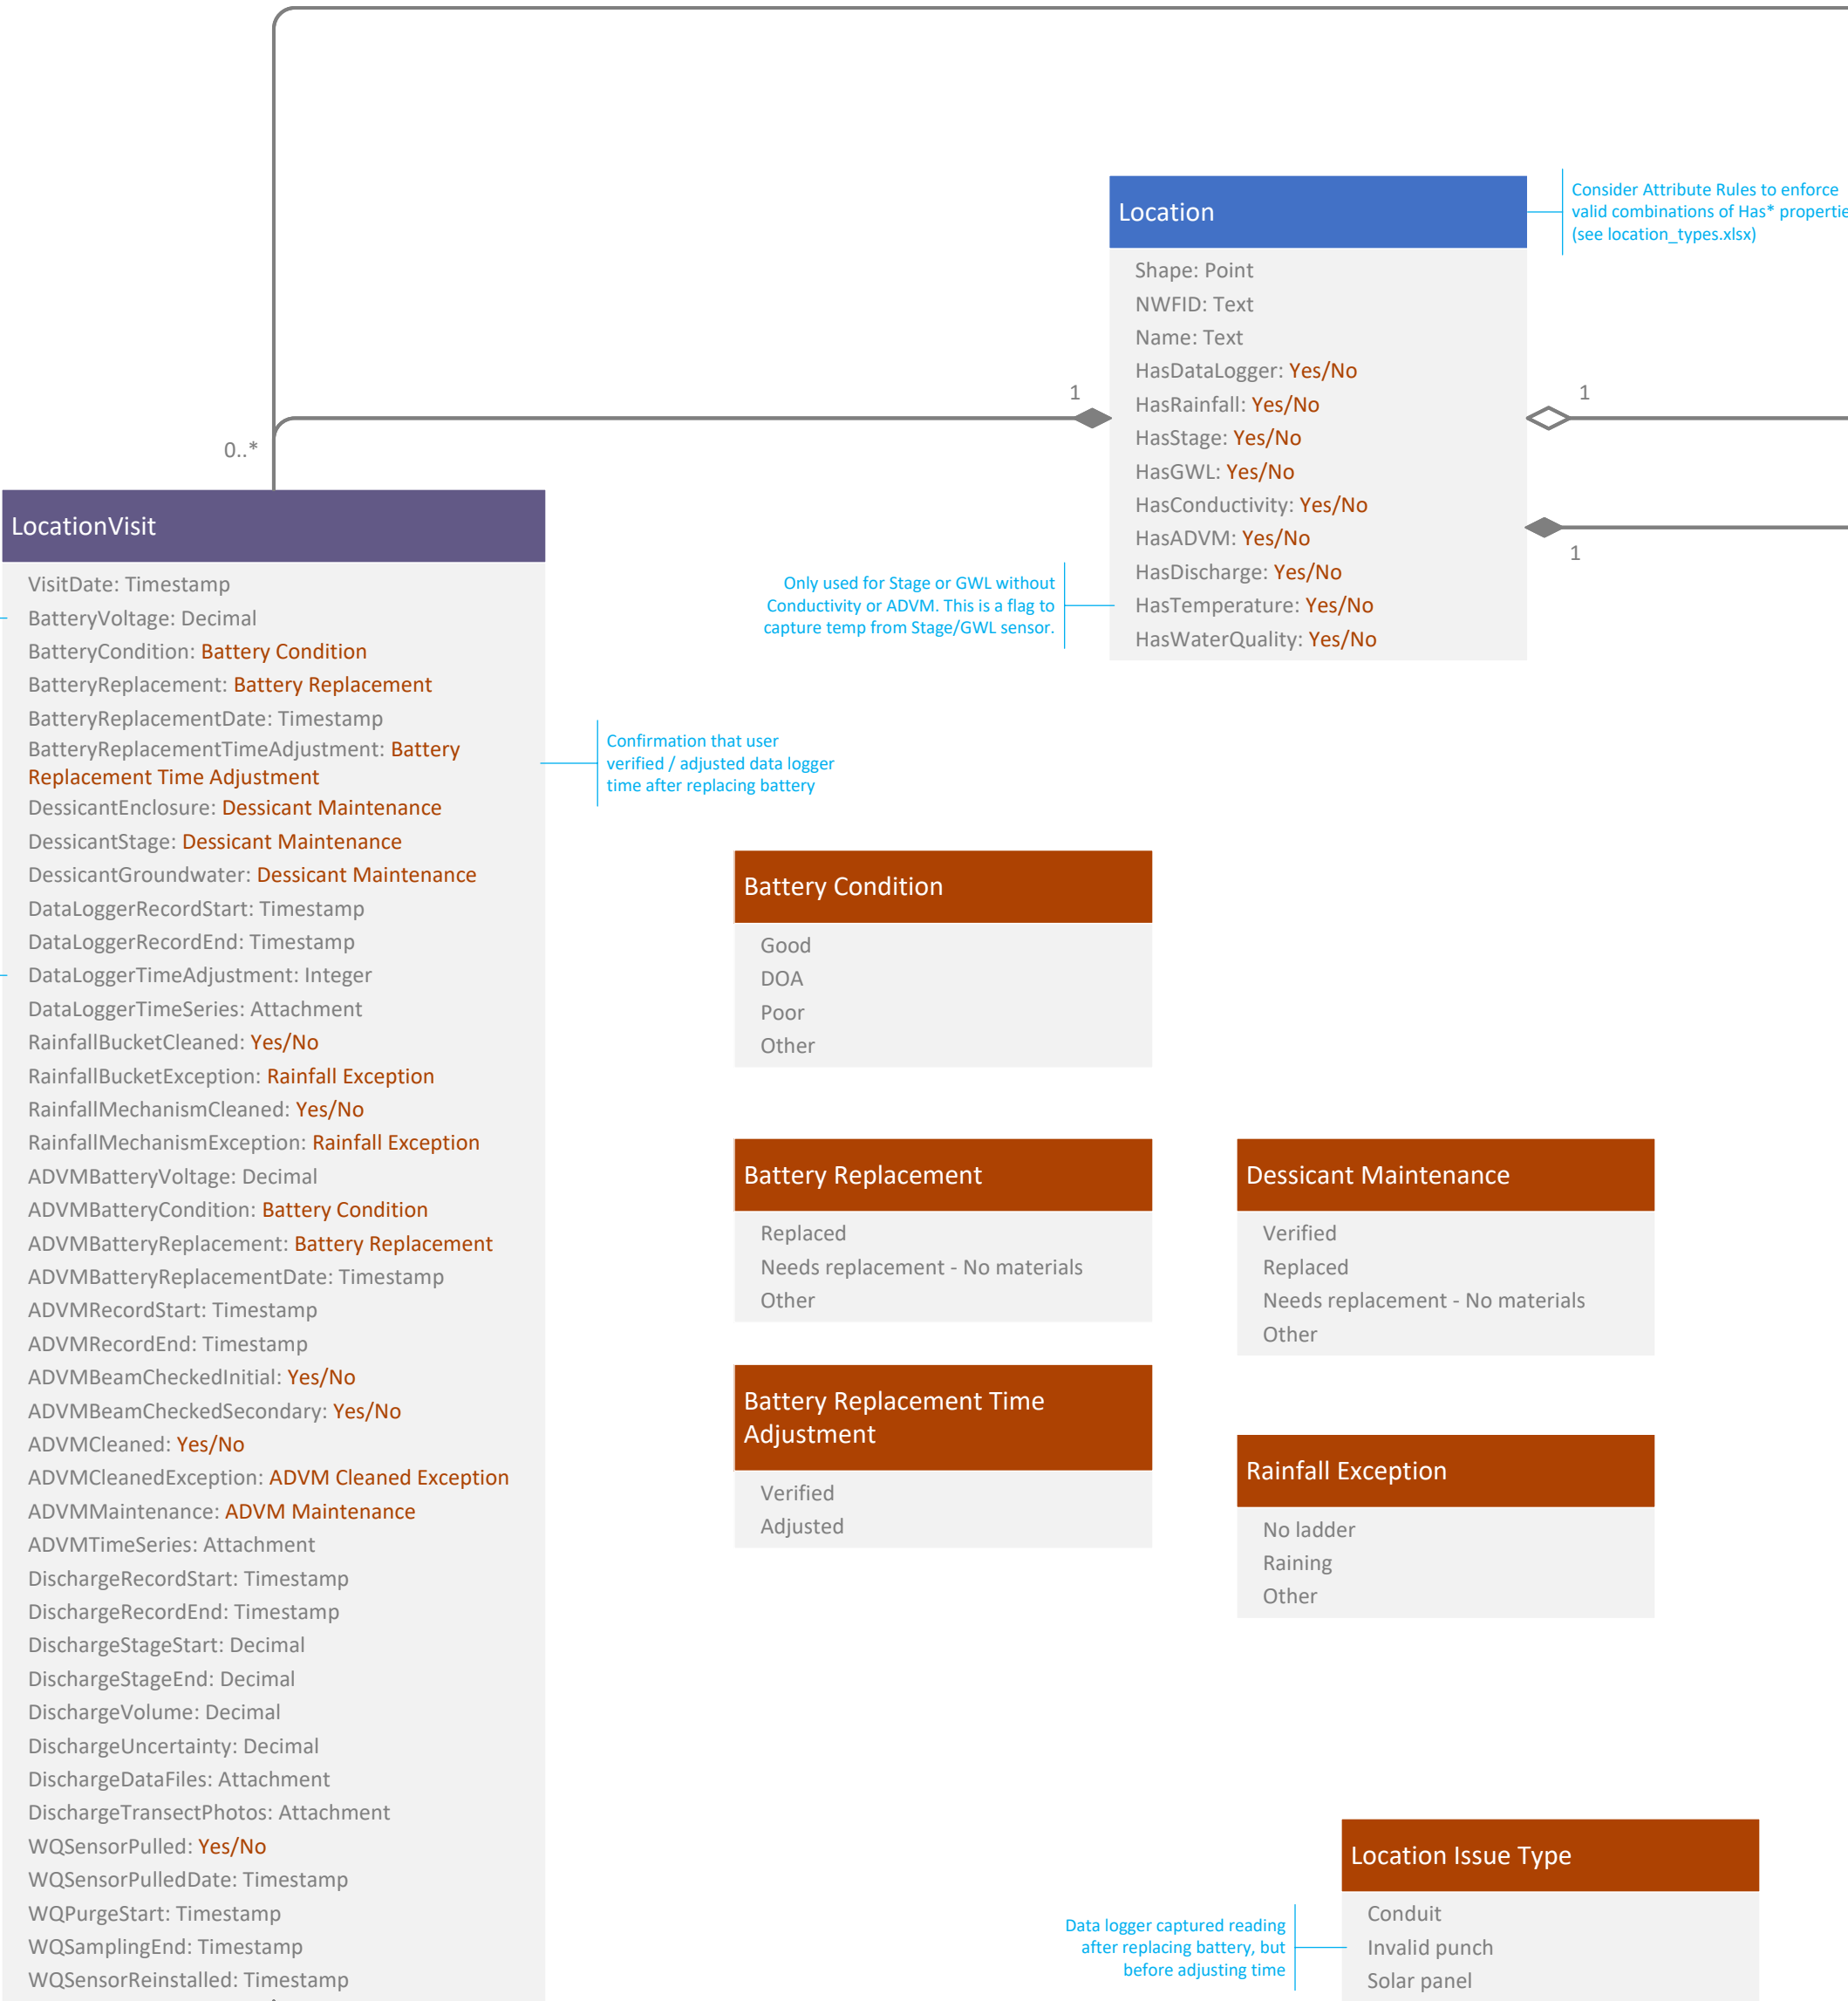 Location
Consider Attribute Rules to enforce
valid combinations of Has* propertie
(see location_types.xlsx)
Shape: Point
NWFID: Text
Name: Text
HasDataLogger: Yes/No
HasRainfall: Yes/No
HasStage: Yes/No
HasGWL: Yes/No
HasConductivity: Yes/No
HasADVM: Yes/No
HasDischarge: Yes/No
HasTemperature: Yes/No
HasWaterQuality: Yes/No
1
1
1
0..*
Only used for Stage or GWL without
Conductivity or ADVM. This is a flag to
capture temp from Stage/GWL sensor.
LocationVisit
VisitDate: Timestamp
BatteryVoltage: Decimal
BatteryCondition: Battery Condition
BatteryReplacement: Battery Replacement
BatteryReplacementDate: Timestamp
BatteryReplacementTimeAdjustment: Battery
Replacement Time Adjustment
DessicantEnclosure: Dessicant Maintenance
DessicantStage: Dessicant Maintenance
DessicantGroundwater: Dessicant Maintenance
DataLoggerRecordStart: Timestamp
DataLoggerRecordEnd: Timestamp
DataLoggerTimeAdjustment: Integer
DataLoggerTimeSeries: Attachment
RainfallBucketCleaned: Yes/No
RainfallBucketException: Rainfall Exception
RainfallMechanismCleaned: Yes/No
RainfallMechanismException: Rainfall Exception
ADVMBatteryVoltage: Decimal
ADVMBatteryCondition: Battery Condition
ADVMBatteryReplacement: Battery Replacement
ADVMBatteryReplacementDate: Timestamp
ADVMRecordStart: Timestamp
ADVMRecordEnd: Timestamp
ADVMBeamCheckedInitial: Yes/No
ADVMBeamCheckedSecondary: Yes/No
ADVMCleaned: Yes/No
ADVMCleanedException: ADVM Cleaned Exception
ADVMMaintenance: ADVM Maintenance
ADVMTimeSeries: Attachment
DischargeRecordStart: Timestamp
DischargeRecordEnd: Timestamp
DischargeStageStart: Decimal
DischargeStageEnd: Decimal
DischargeVolume: Decimal
DischargeUncertainty: Decimal
DischargeDataFiles: Attachment
DischargeTransectPhotos: Attachment
WQSensorPulled: Yes/No
WQSensorPulledDate: Timestamp
WQPurgeStart: Timestamp
WQSamplingEnd: Timestamp
WQSensorReinstalled: Timestamp
Confirmation that user
verified / adjusted data logger
time after replacing battery
Battery Condition
Good
DOA
Poor
Other
Battery Replacement
Replaced
Needs replacement - No materials
Other
Dessicant Maintenance
Verified
Replaced
Needs replacement - No materials
Other
Battery Replacement Time
Adjustment
Verified
Adjusted
Rainfall Exception
No ladder
Raining
Other
Location Issue Type
Conduit
Invalid punch
Solar panel
Data logger captured reading
after replacing battery, but
before adjusting time